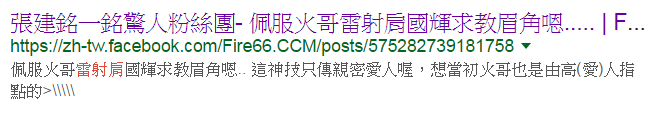 張建銘一銘驚人粉絲團- 佩服火哥雷射肩國輝求教眉角嗯..... | F...
https://zh-tw.facebook.com/Fire66.CCM/posts/575282739181758
佩服火哥雷射肩國輝求教眉角嗯.. 這神技只傳親密愛人喔，想當初火哥也是由高(愛)人指
點的>\\\\\